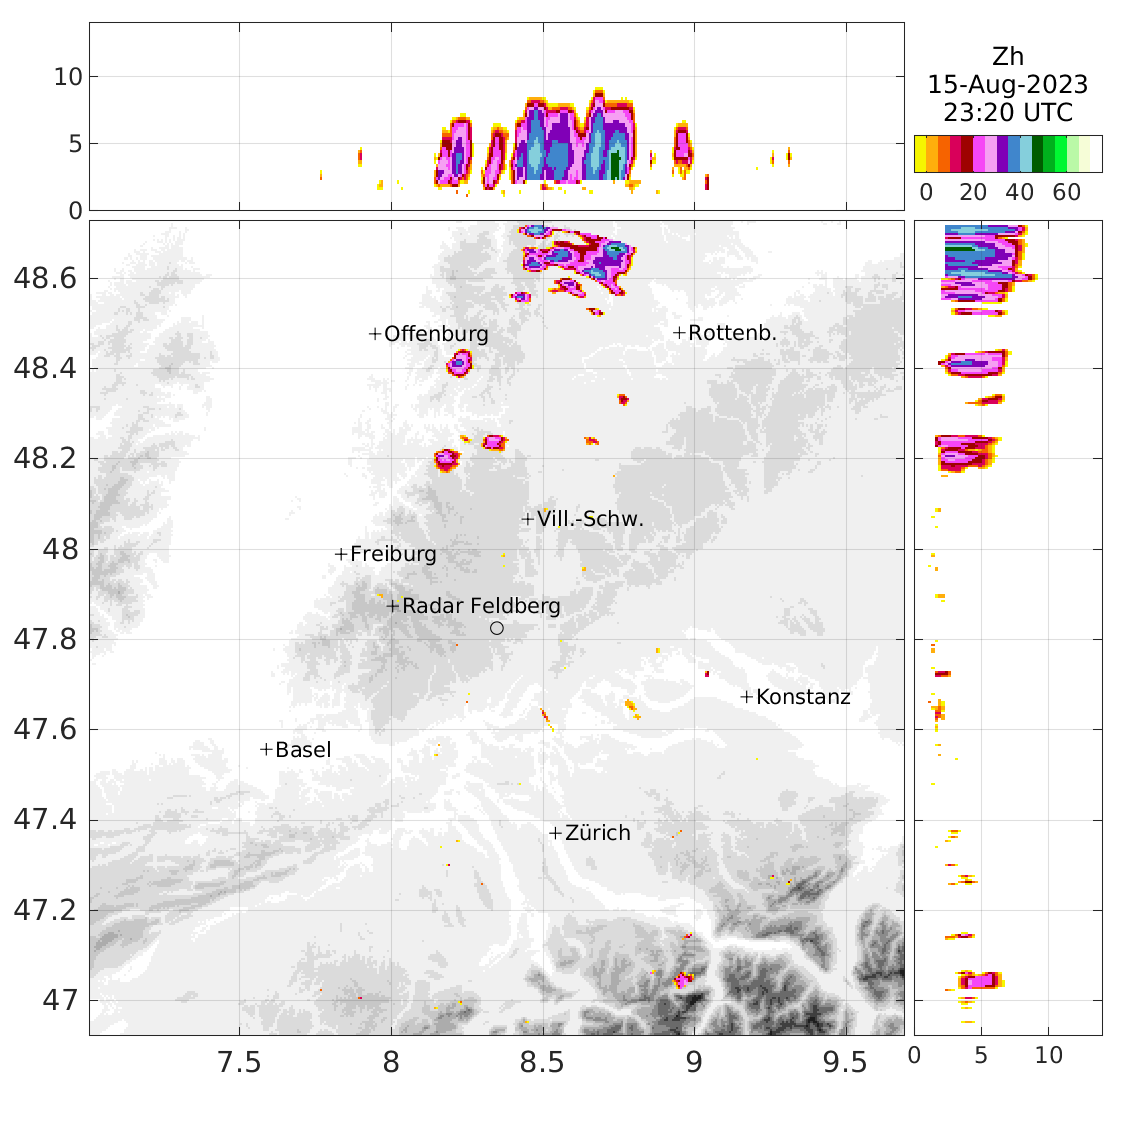 10
5
0
Zh
15-Aug-2023
23:20 UTC
0 20 40 60
48.6
48.4
48.2
48
47.8
47.6
47.4
47.2
47
Offenburg
Rottenb.
Vill.-Schw.
Freiburg
Radar Feldberg
Konstanz
Basel
Zürich
7.5 8 8.5 9 9.5
0 5 10